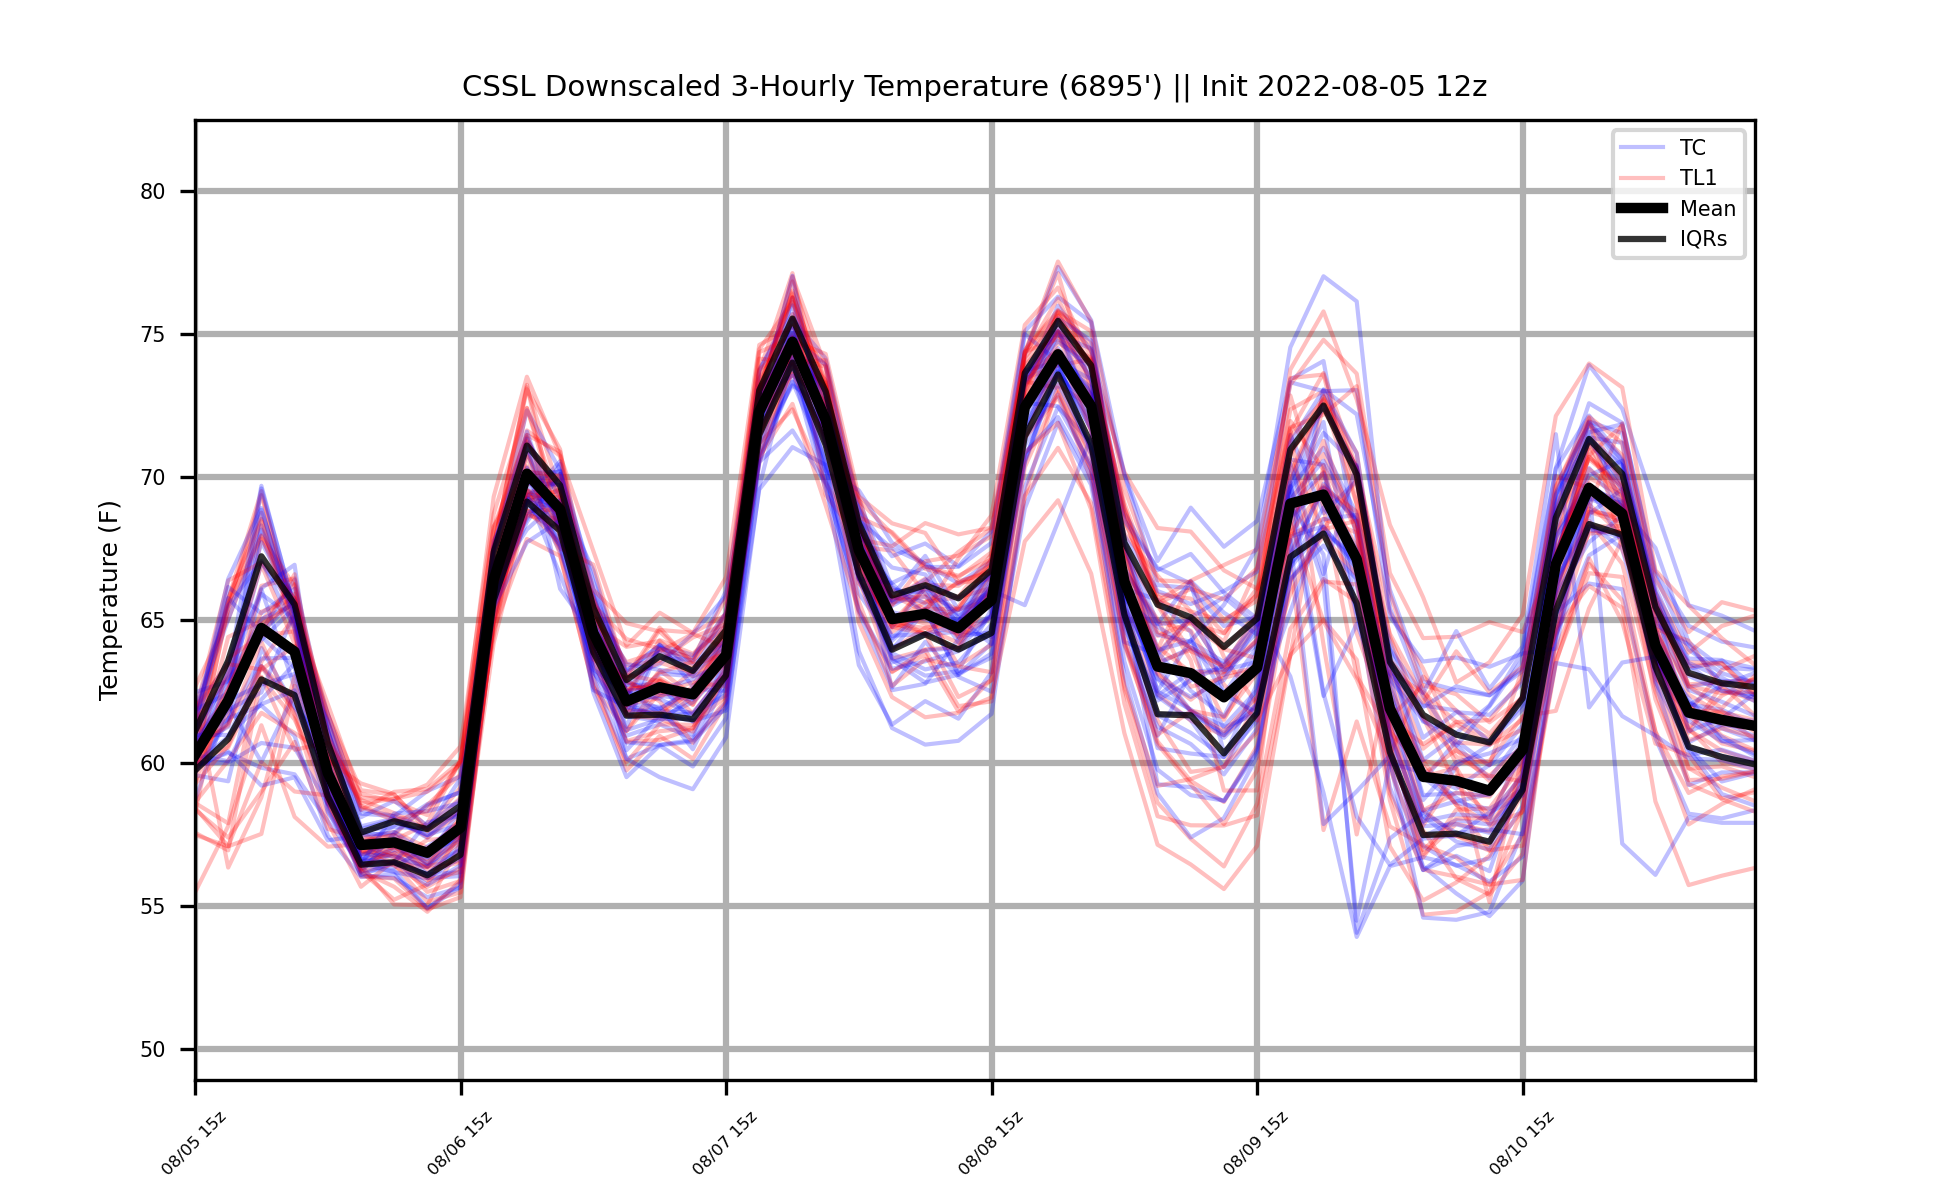 CSSL Downscaled 3-Hourly Temperature (6895') || Init 2022-08-05 12z
TC
TL1
Mean
IQRs
Temperature (F)
80
75
70
65
60
55
50
08/05 15z
08/06 15z
08/07 15z
08/08 15z
08/09 15z
08/10 15z